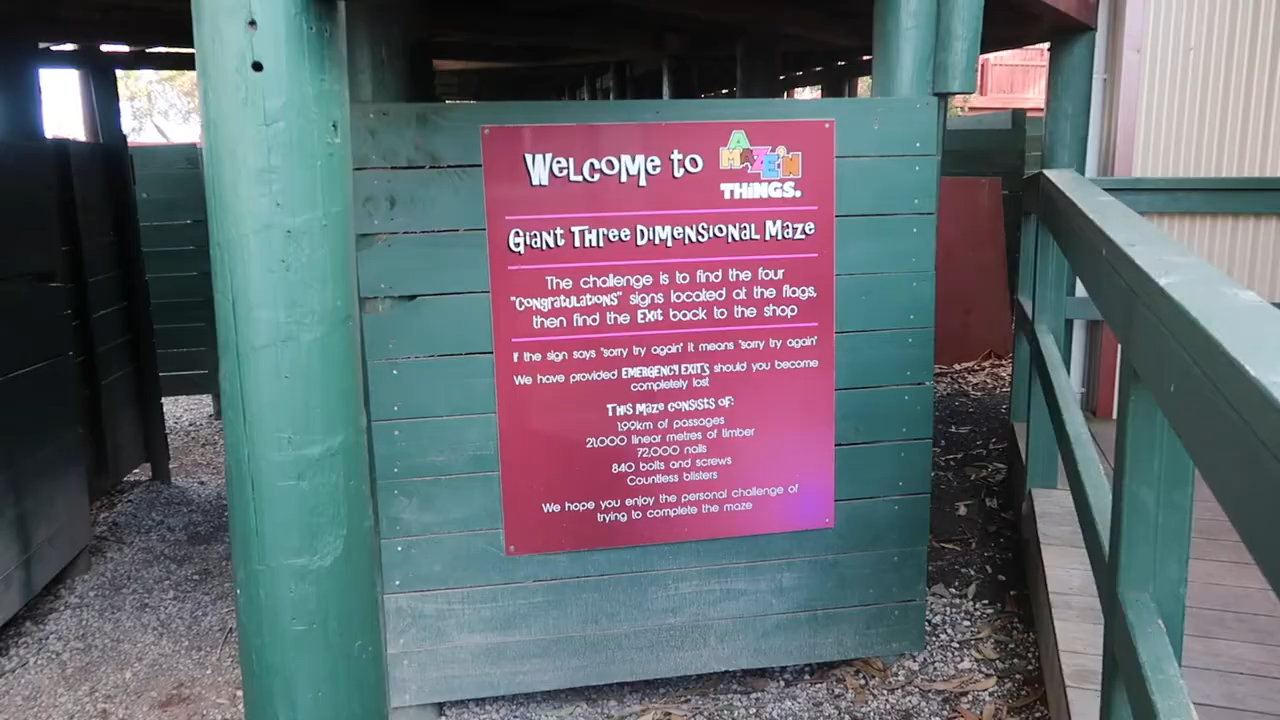 Welcome to
A
MAZE'N
THINGS.
Giant Three Dimensional Maze
The challenge is to find the four
"Congratulations" signs located at the flags,
then find the Exit back to the shop
If the sign says "sorry try again" it means "sorry try again"
We have provided EMERGENCY EXIT'S should you become
completely lost
This Maze consists of:
1.99km of passages
21,000 linear metres of timber
72,000 nails
840 bolts and screws
Countless blisters
We hope you enjoy the personal challenge of
trying to complete the maze